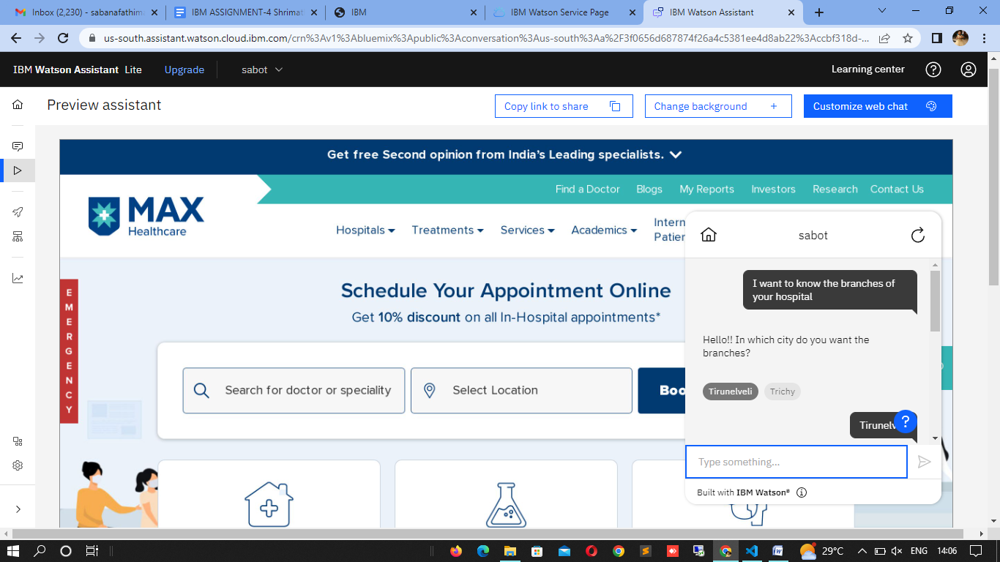 Inbox (2,230) - sabanafathima
IBM ASSIGNMENT-4 Shrimat
IBM
IBM Watson Service Page
IBM Watson Assistant
us-south.assistant.watson.cloud.ibm.com/crn%3Av1%3Abluemix%3Apublic%3Aconversation%3Aus-south%3Aa%2F3f0656d687874f26a4c5381ee4d8ab22%3Accbf318d-...
IBM Watson Assistant Lite
Upgrade
sabot
Learning center
Preview assistant
Copy link to share
Change background
Customize web chat
Get free Second opinion from India's Leading specialists.
Find a Doctor
Blogs
My Reports
Investors
Research
Contact Us
MAX
Healthcare
Hospitals
Treatments
Services
Academics
Intern
Patien
sabot
I want to know the branches of
your hospital
EMERGENCY
Schedule Your Appointment Online
Get 10% discount on all In-Hospital appointments*
Hello!! In which city do you want the
branches?
Search for doctor or speciality
Select Location
Boo
Tirunelveli
Trichy
Tirunelv
?
Type something...
Built with IBM Watson®
29°C
ENG
14:06